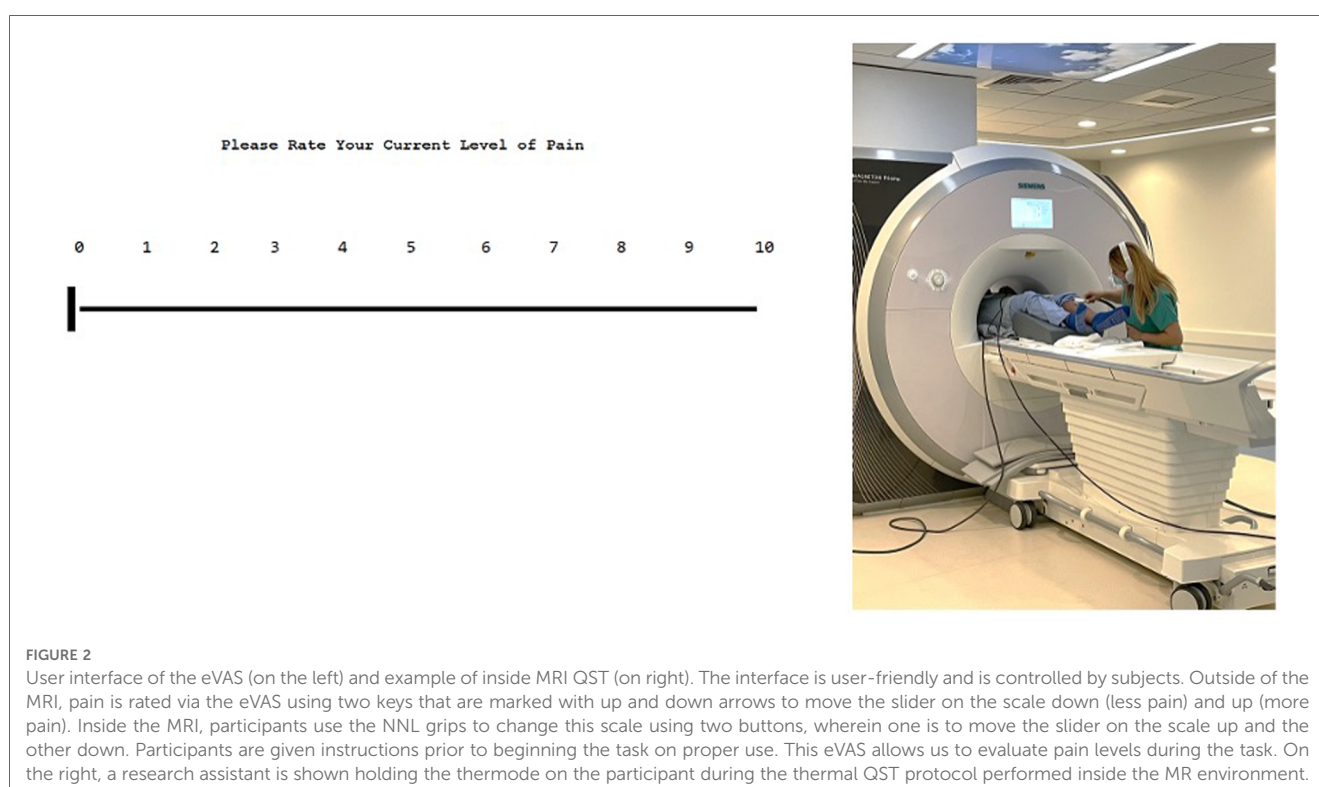 Please Rate Your Current Level of Pain
0 1 2 3 4 5 6 7 8 9 10
SIEMENS
FIGURE 2
User interface of the eVAS (on the left) and example of inside MRI QST (on right). The interface is user-friendly and is controlled by subjects. Outside of the
MRI, pain is rated via the eVAS using two keys that are marked with up and down arrows to move the slider on the scale down (less pain) and up (more
pain). Inside the MRI, participants use the NNL grips to change this scale using two buttons, wherein one is to move the slider on the scale up and the
other down. Participants are given instructions prior to beginning the task on proper use. This eVAS allows us to evaluate pain levels during the task. On
the right, a research assistant is shown holding the thermode on the participant during the thermal QST protocol performed inside the MR environment.